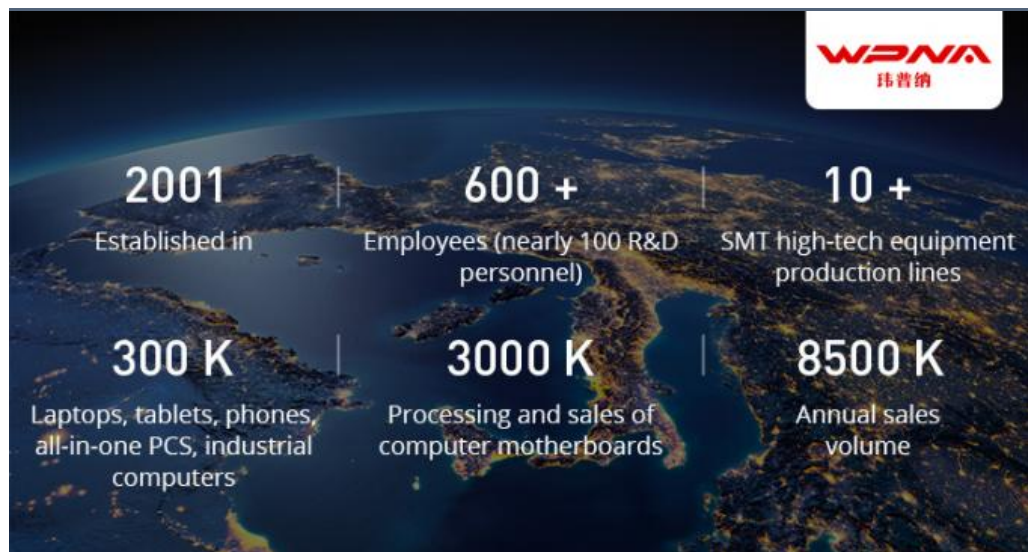 WPNA
玮普纳
2001
Established in
600 +
Employees (nearly 100 R&D
personnel)
10 +
SMT high-tech equipment
production lines
300 K
Laptops, tablets, phones,
all-in-one PCS, industrial
computers
3000 K
Processing and sales of
computer motherboards
8500 K
Annual sales
volume